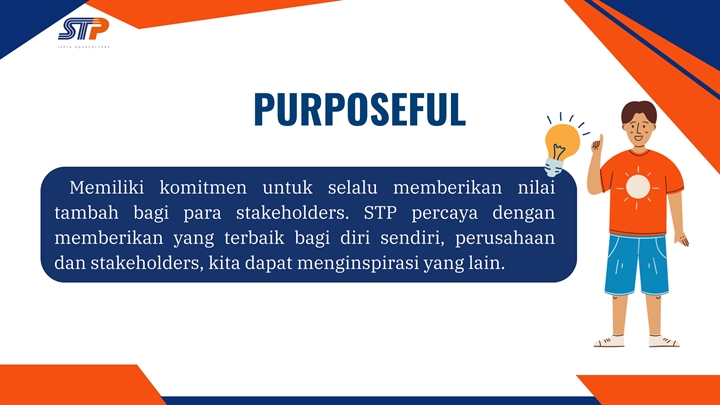 STP
JAPFA AQUACULTURE
PURPOSEFUL
Memiliki komitmen untuk selalu memberikan nilai
tambah bagi para stakeholders. STP percaya dengan
memberikan yang terbaik bagi diri sendiri, perusahaan
dan stakeholders, kita dapat menginspirasi yang lain.